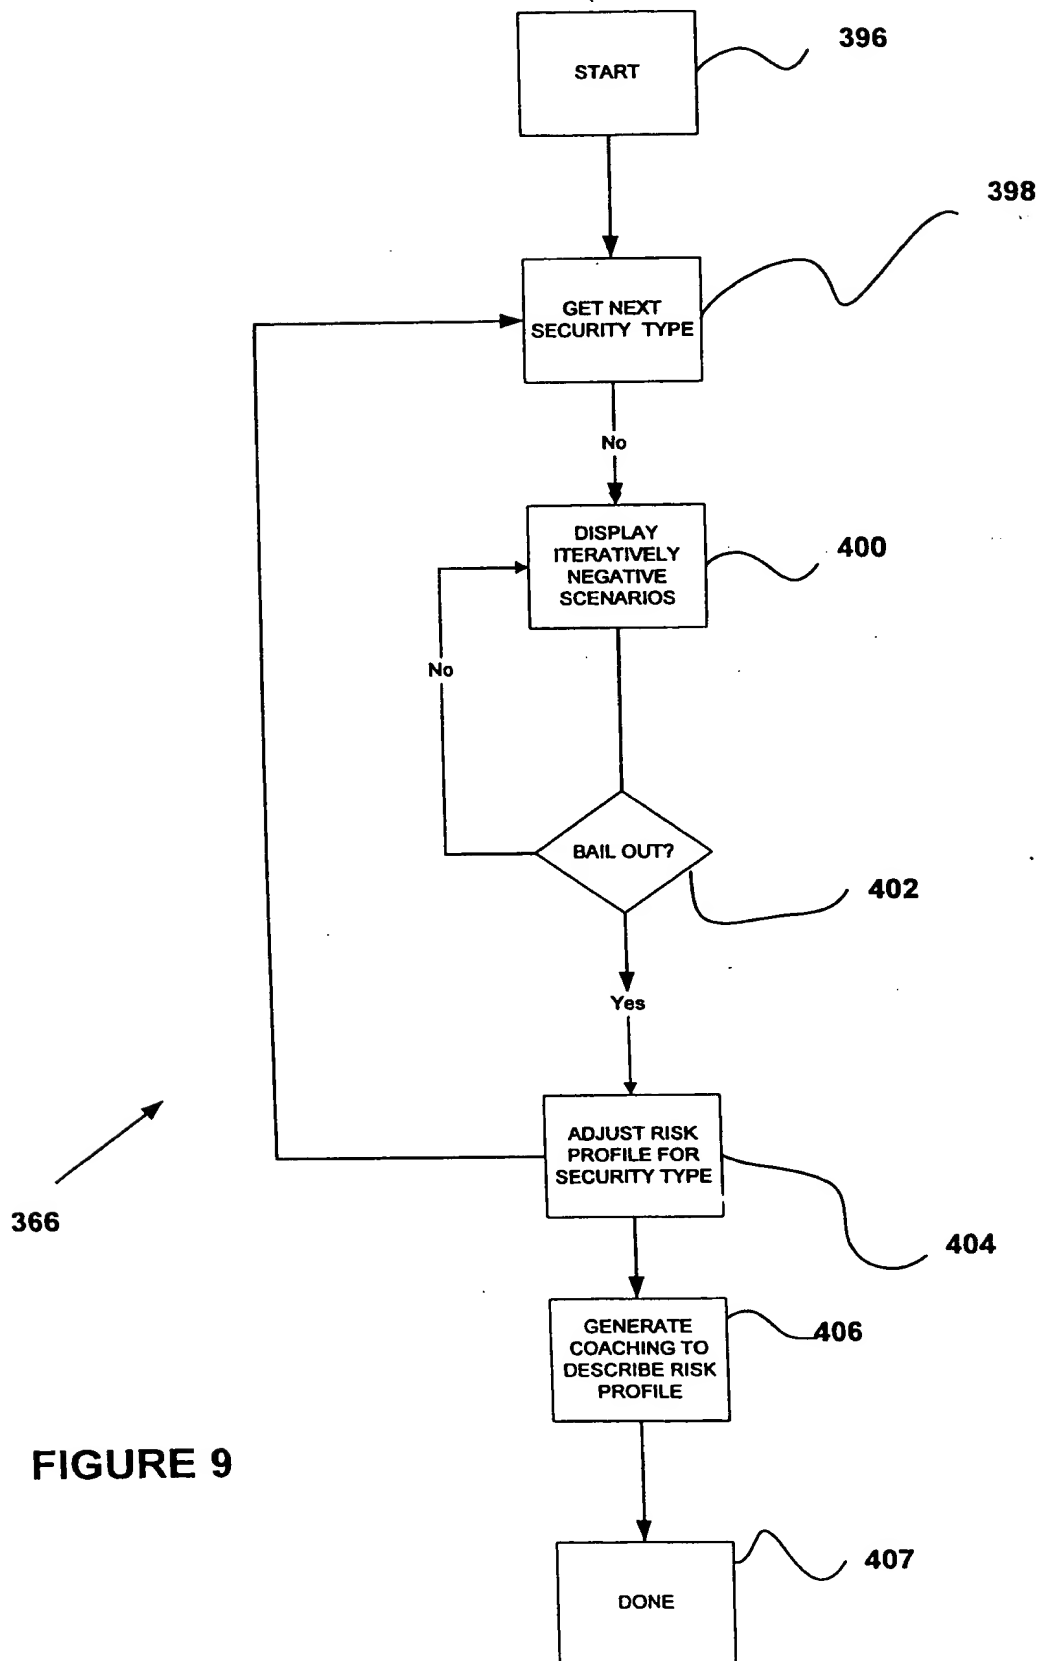 START
396
398
GET NEXT
SECURITY TYPE
No
DISPLAY
ITERATIVELY
NEGATIVE
SCENARIOS
400
No
BAIL OUT?
402
Yes
ADJUST RISK
PROFILE FOR
SECURITY TYPE
366
404
GENERATE
COACHING TO
DESCRIBE RISK
PROFILE
406
FIGURE 9
DONE
407